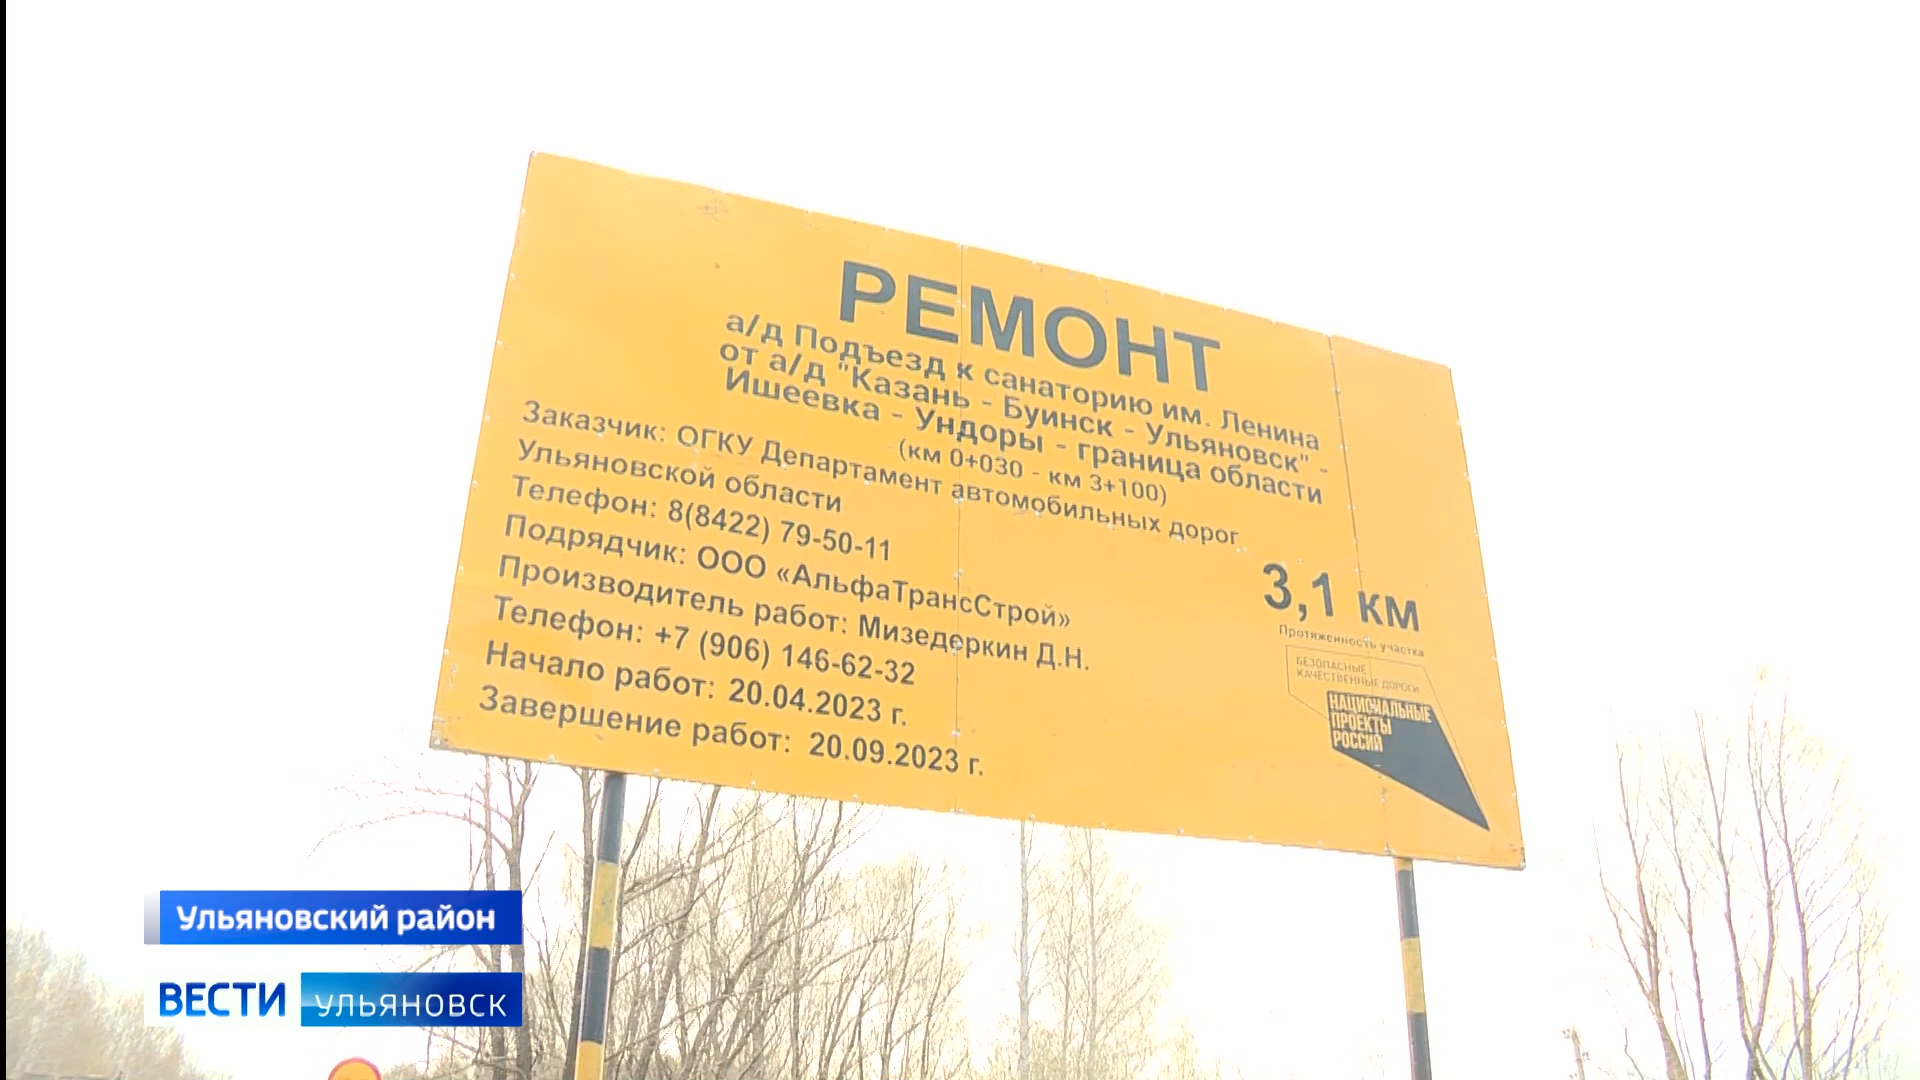 РЕМОНТ
а/д Подъезд к санаторию им. Ленина
от а/д "Казань - Буинск - Ульяновск" -
Ишеевка - Ундоры - граница области
(км 0+030 - км 3+100)
Заказчик: ОГКУ Департамент автомобильных дорог
Ульяновской области
Телефон: 8(8422) 79-50-11
Подрядчик: ООО «АльфаТрансСтрой»
Производитель работ: Мизедеркин Д.Н.
Телефон: +7 (906) 146-62-32
Начало работ: 20.04.2023 г.
Завершение работ: 20.09.2023 г.
3,1 км
Протяженность участка
БЕЗОПАСНЫЕ
КАЧЕСТВЕННЫЕ ДОРОГИ
НАЦИОНАЛЬНЫЕ
ПРОЕКТЫ
РОССИИ
Ульяновский район
ВЕСТИ УЛЬЯНОВСК